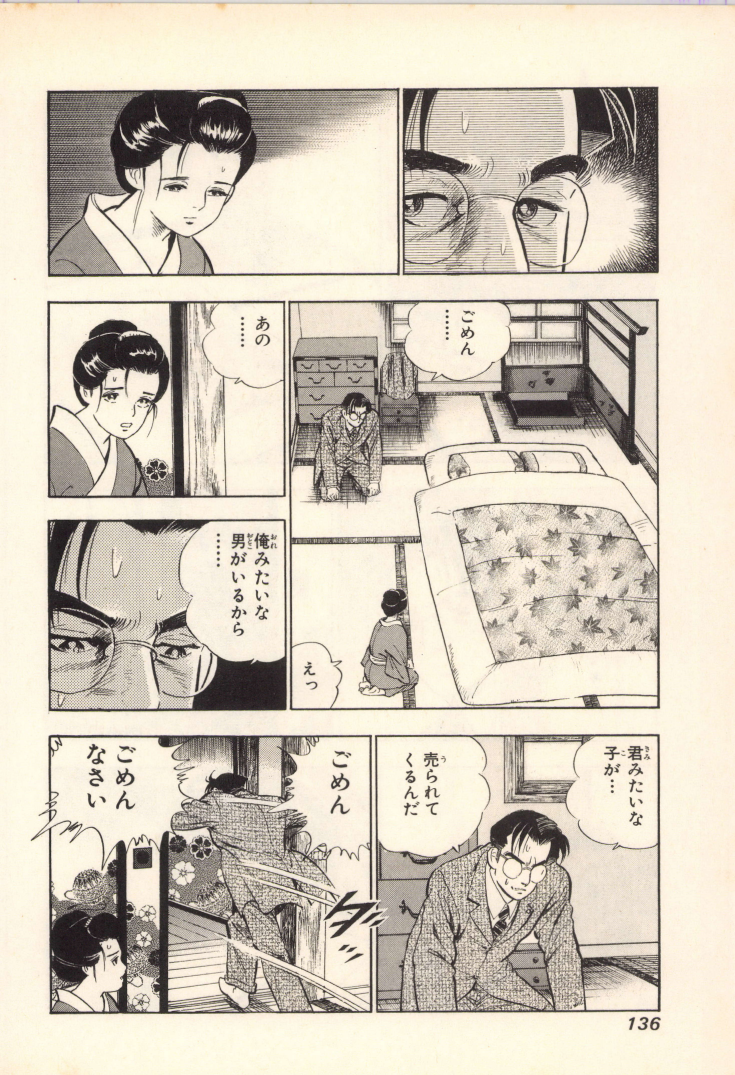 ごめん
……
えっ
あの
……
俺みたいな
男がいるから
……
君みたいな
子が…
売られて
くるんだ
ごめん
ごめん
なさい
ダッ
136